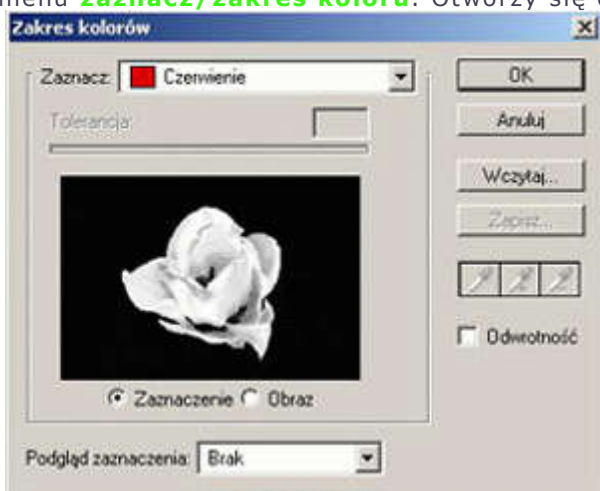 menu zaznacz/zakres koloru. Otworzy się
Zakres kolorów
Zaznacz: Czerwienie
OK
Tolerancja:
Anuluj
Wczytaj...
Zapisz...
Odwrotność
Zaznaczenie Obraz
Podgląd zaznaczenia: Brak